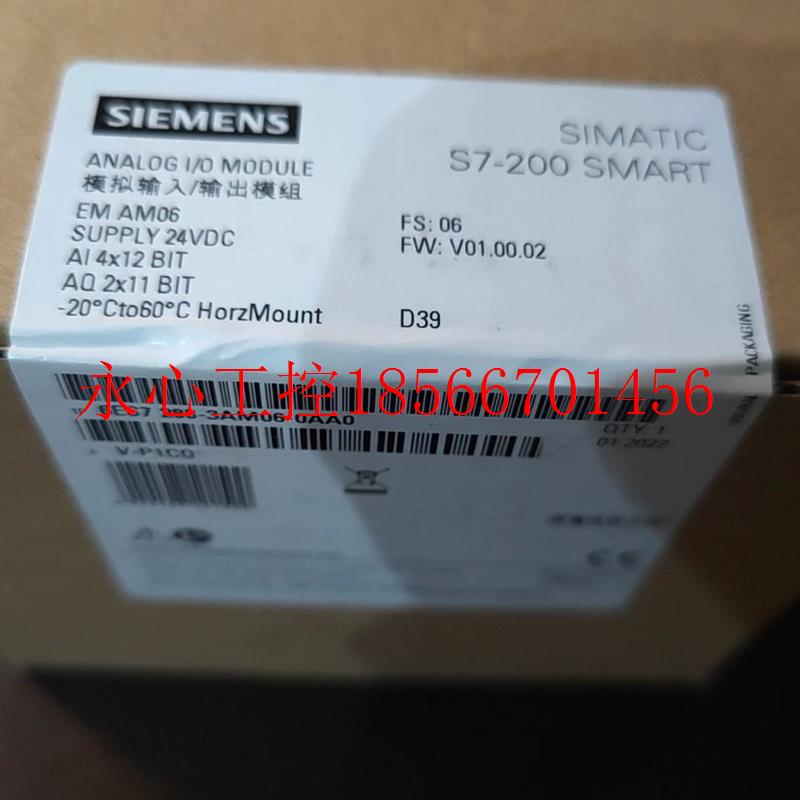 SIEMENS
SIMATIC
S7-200 SMART
ANALOG I/O MODULE
模拟输入/输出模组
EM AM06
SUPPLY 24VDC
AI 4x12 BIT
AQ 2x11 BIT
-20°Cto60°C HorzMount
FS: 06
FW: V01.00.02
D39
PACKAGING
永心工控18566701456
-3AM06-0AA0
QTY: 1
01.2022
V-P1CO